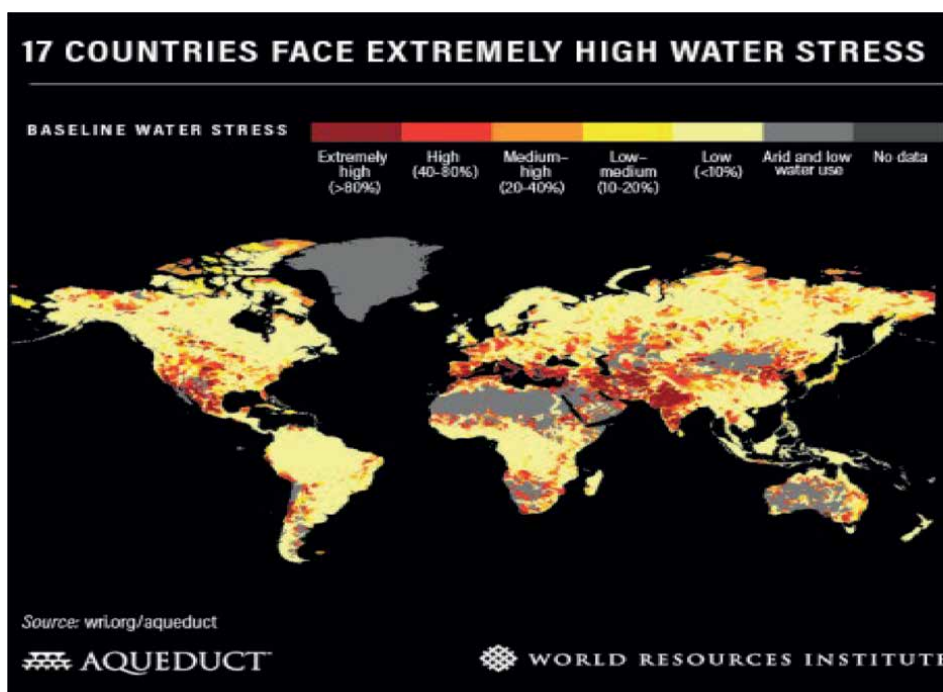 17 COUNTRIES FACE EXTREMELY HIGH WATER STRESS
BASELINE WATER STRESS
Extremely high (>80%)
High (40-80%)
Medium–high (20-40%)
Low–medium (10-20%)
Low (<10%)
Arid and low water use
No data
Source: wri.org/aqueduct
AQUEDUCT™
WORLD RESOURCES INSTITUTE